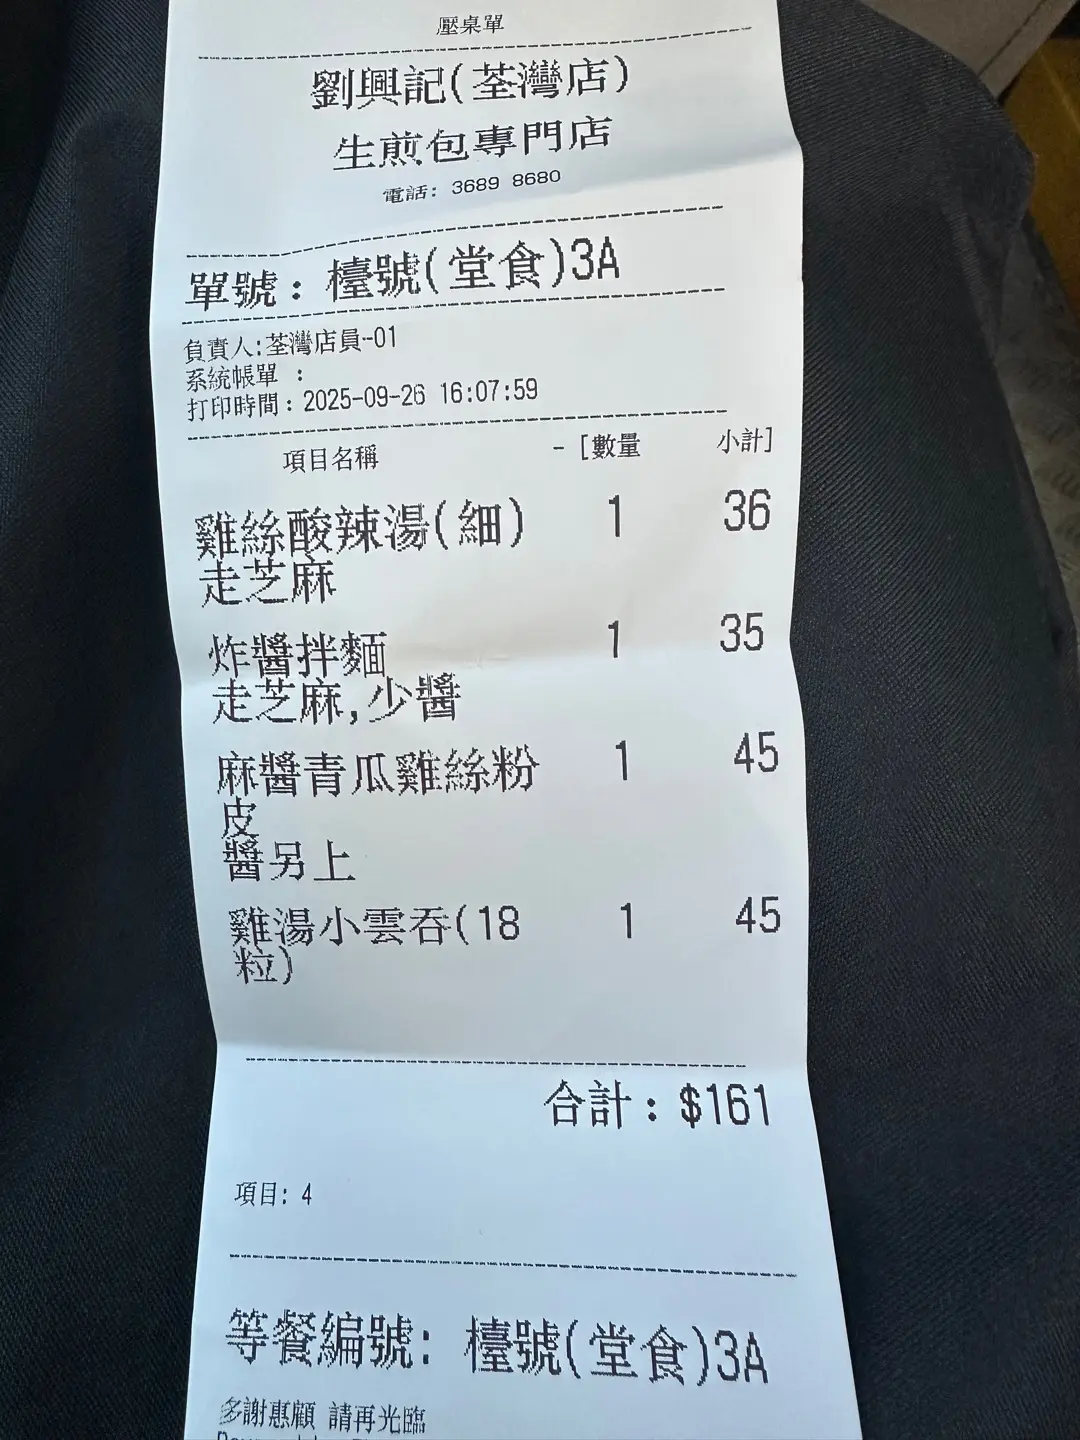 壓桌單
劉興記(荃灣店)
生煎包專門店
電話: 3689 8680
單號: 檯號(堂食)3A
負責人:荃灣店員-01
系統帳單 :
打印時間: 2025-09-26 16:07:59
項目名稱 - [數量 小計]
雞絲酸辣湯(細) 1 36
走芝麻
炸醬拌麵 1 35
走芝麻,少醬
麻醬青瓜雞絲粉 1 45
皮
醬另上
雞湯小雲吞(18 1 45
粒)
合計: $161
項目: 4
等餐編號: 檯號(堂食)3A
多謝惠顧 請再光臨